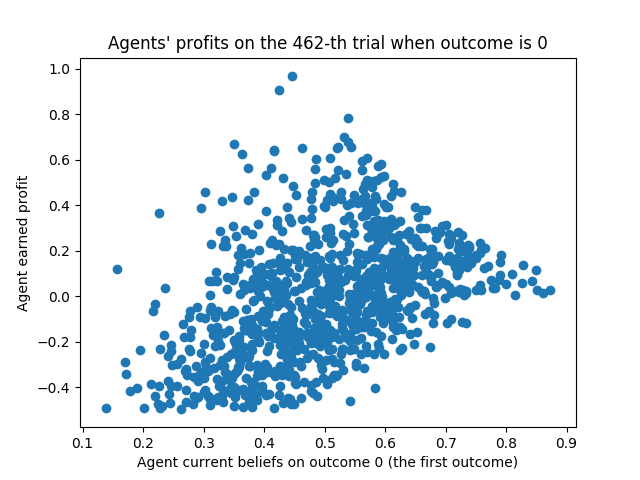 Agents' profits on the 462-th trial when outcome is 0
1.0
0.8
0.6
0.4
0.2
0.0
−0.2
−0.4
Agent earned profit
0.1 0.2 0.3 0.4 0.5 0.6 0.7 0.8 0.9
Agent current beliefs on outcome 0 (the first outcome)